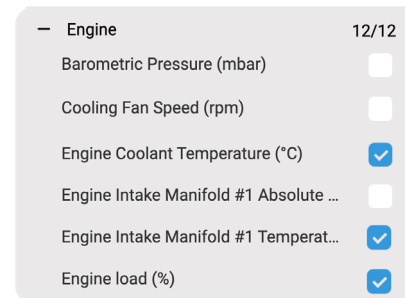 − Engine 12/12
Barometric Pressure (mbar)
Cooling Fan Speed (rpm)
Engine Coolant Temperature (°C)
Engine Intake Manifold #1 Absolute ...
Engine Intake Manifold #1 Temperat...
Engine load (%)